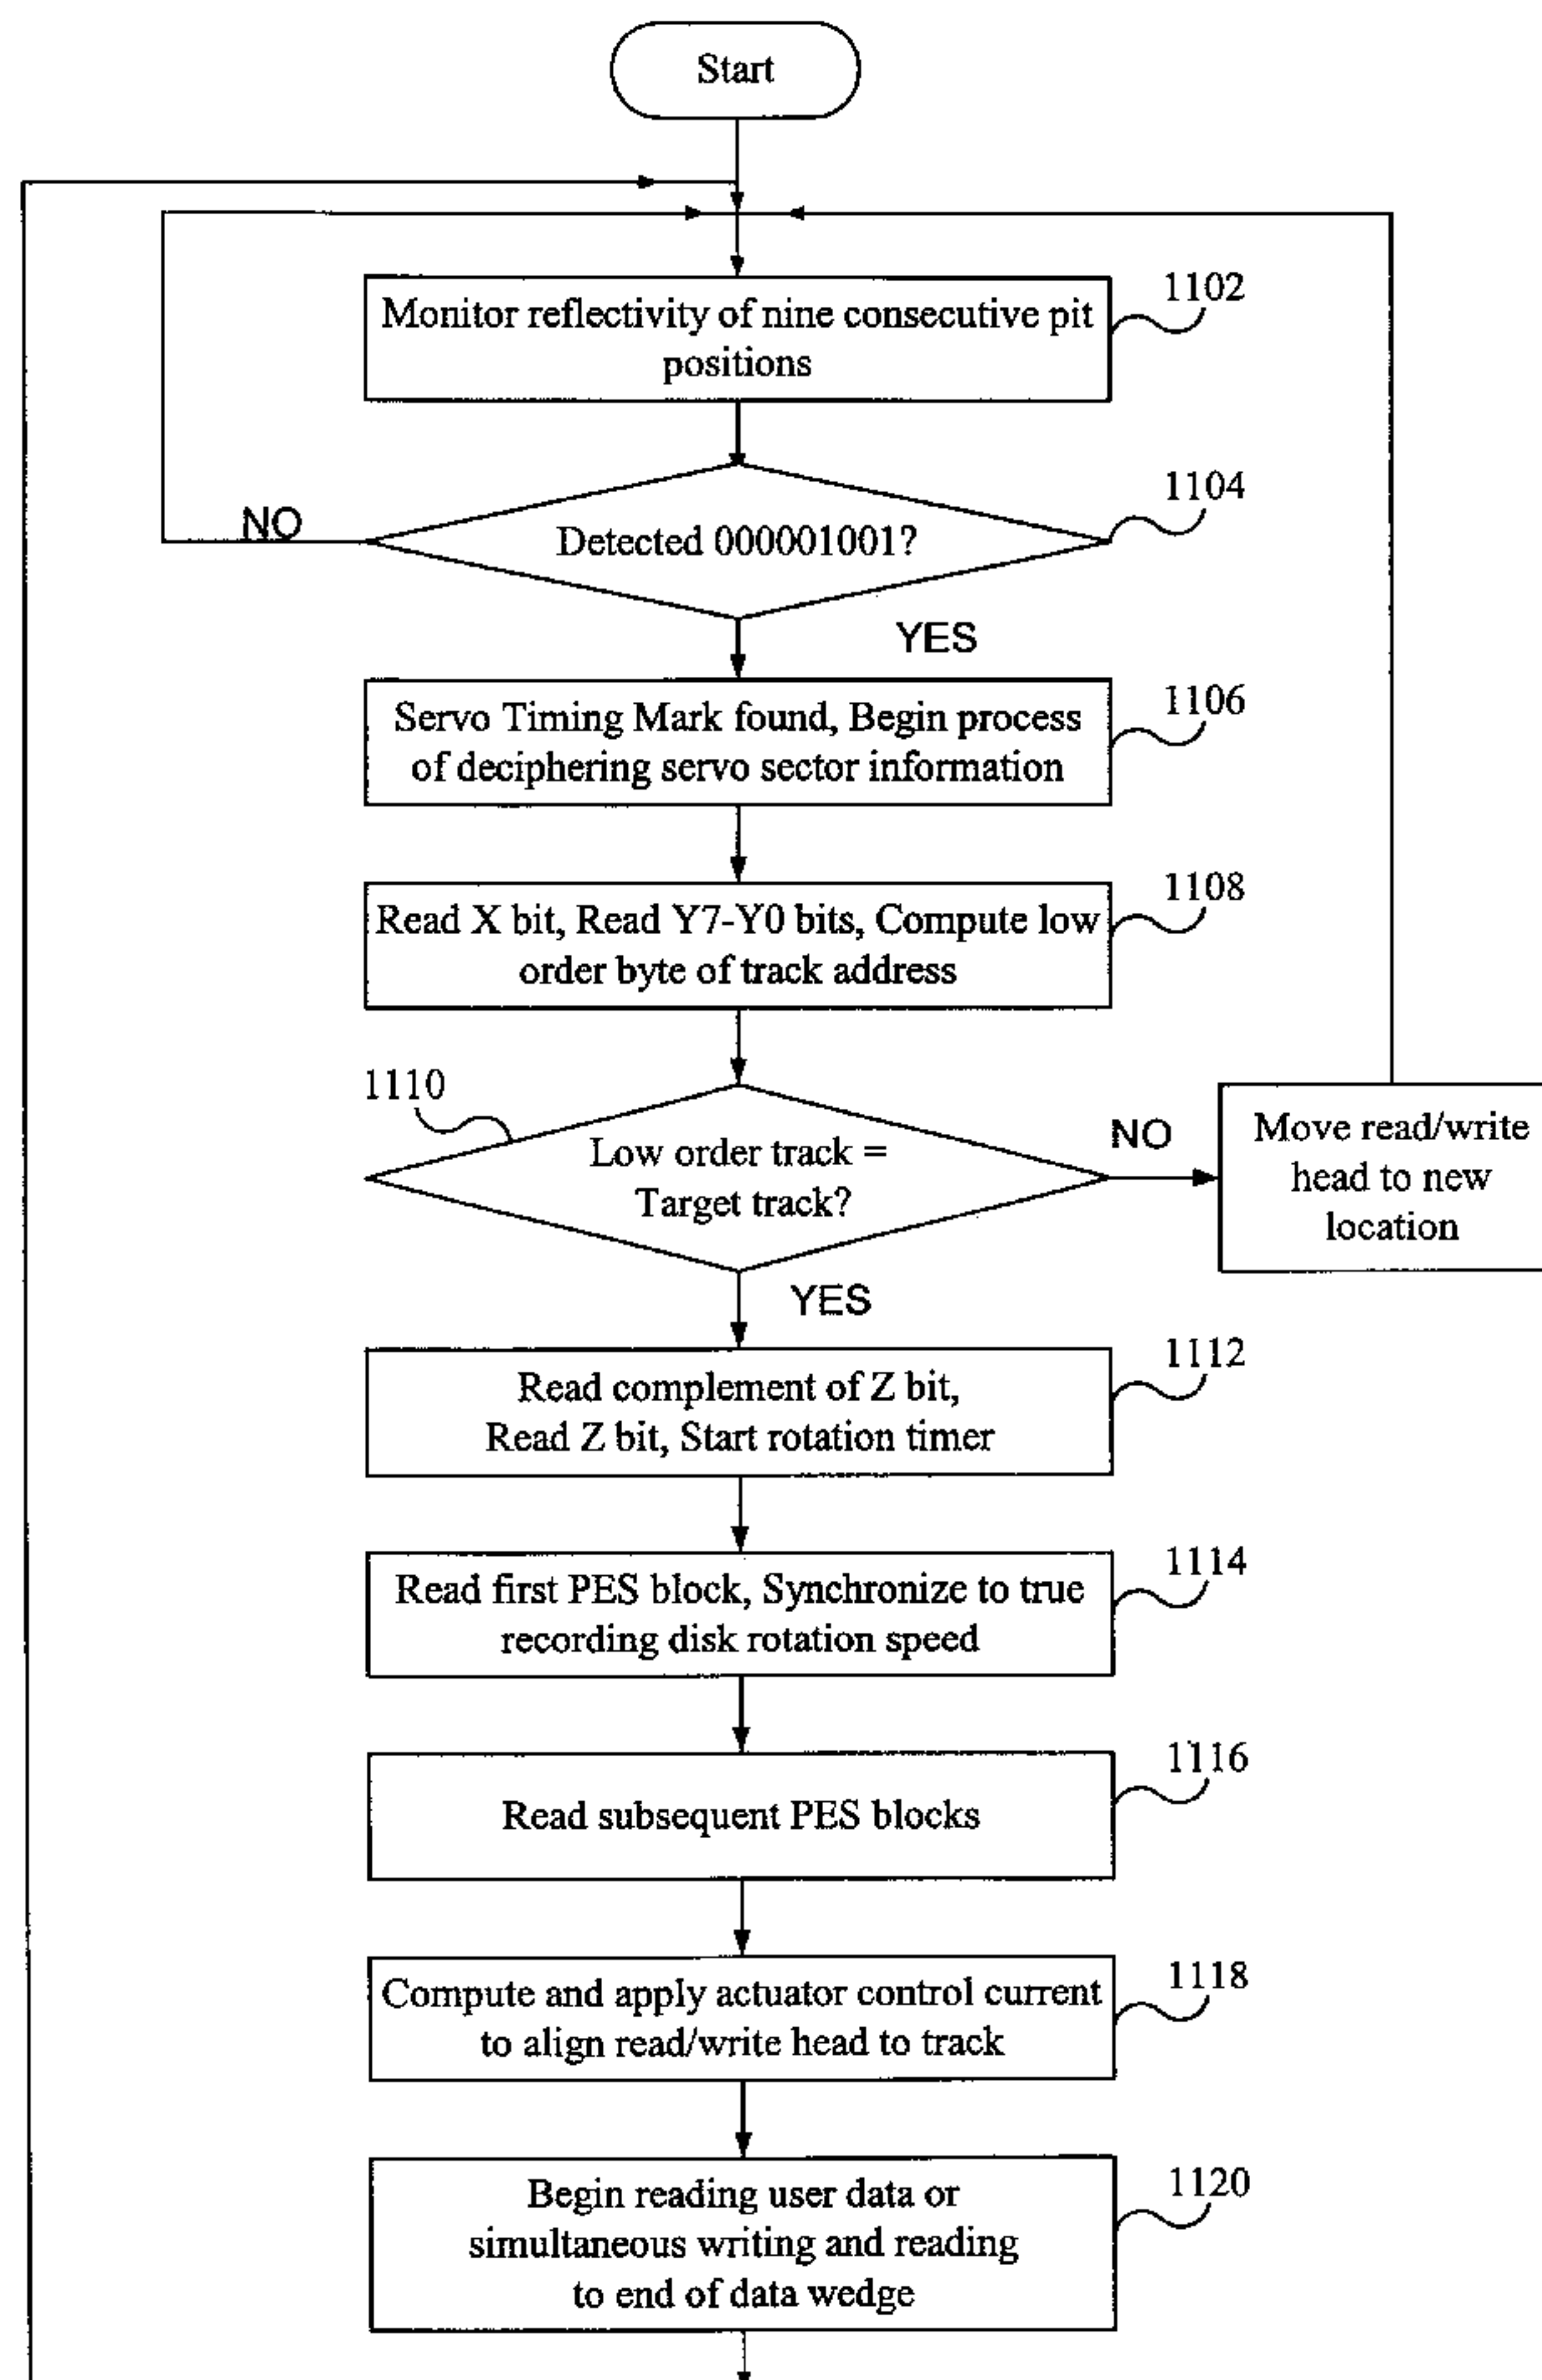 Start
1102
Monitor reflectivity of nine consecutive pit
positions
1104
NO
Detected 000001001?
YES
1106
Servo Timing Mark found, Begin process
of deciphering servo sector information
1108
Read X bit, Read Y7-Y0 bits, Compute low
order byte of track address
1110
Low order track =
Target track?
NO
Move read/write
head to new
location
YES
1112
Read complement of Z bit,
Read Z bit, Start rotation timer
1114
Read first PES block, Synchronize to true
recording disk rotation speed
1116
Read subsequent PES blocks
1118
Compute and apply actuator control current
to align read/write head to track
1120
Begin reading user data or
simultaneous writing and reading
to end of data wedge